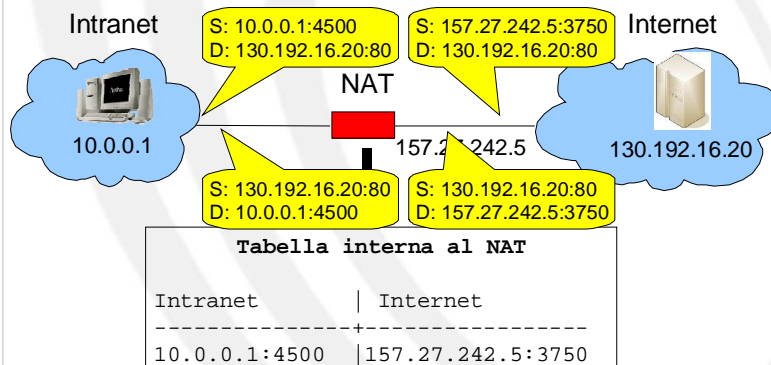 Intranet
S: 10.0.0.1:4500
D: 130.192.16.20:80
S: 157.27.242.5:3750
D: 130.192.16.20:80
Internet
NAT
10.0.0.1
157.27.242.5
130.192.16.20
S: 130.192.16.20:80
D: 10.0.0.1:4500
S: 130.192.16.20:80
D: 157.27.242.5:3750
Tabella interna al NAT
Intranet | Internet
---------------+-----------------
10.0.0.1:4500 |157.27.242.5:3750